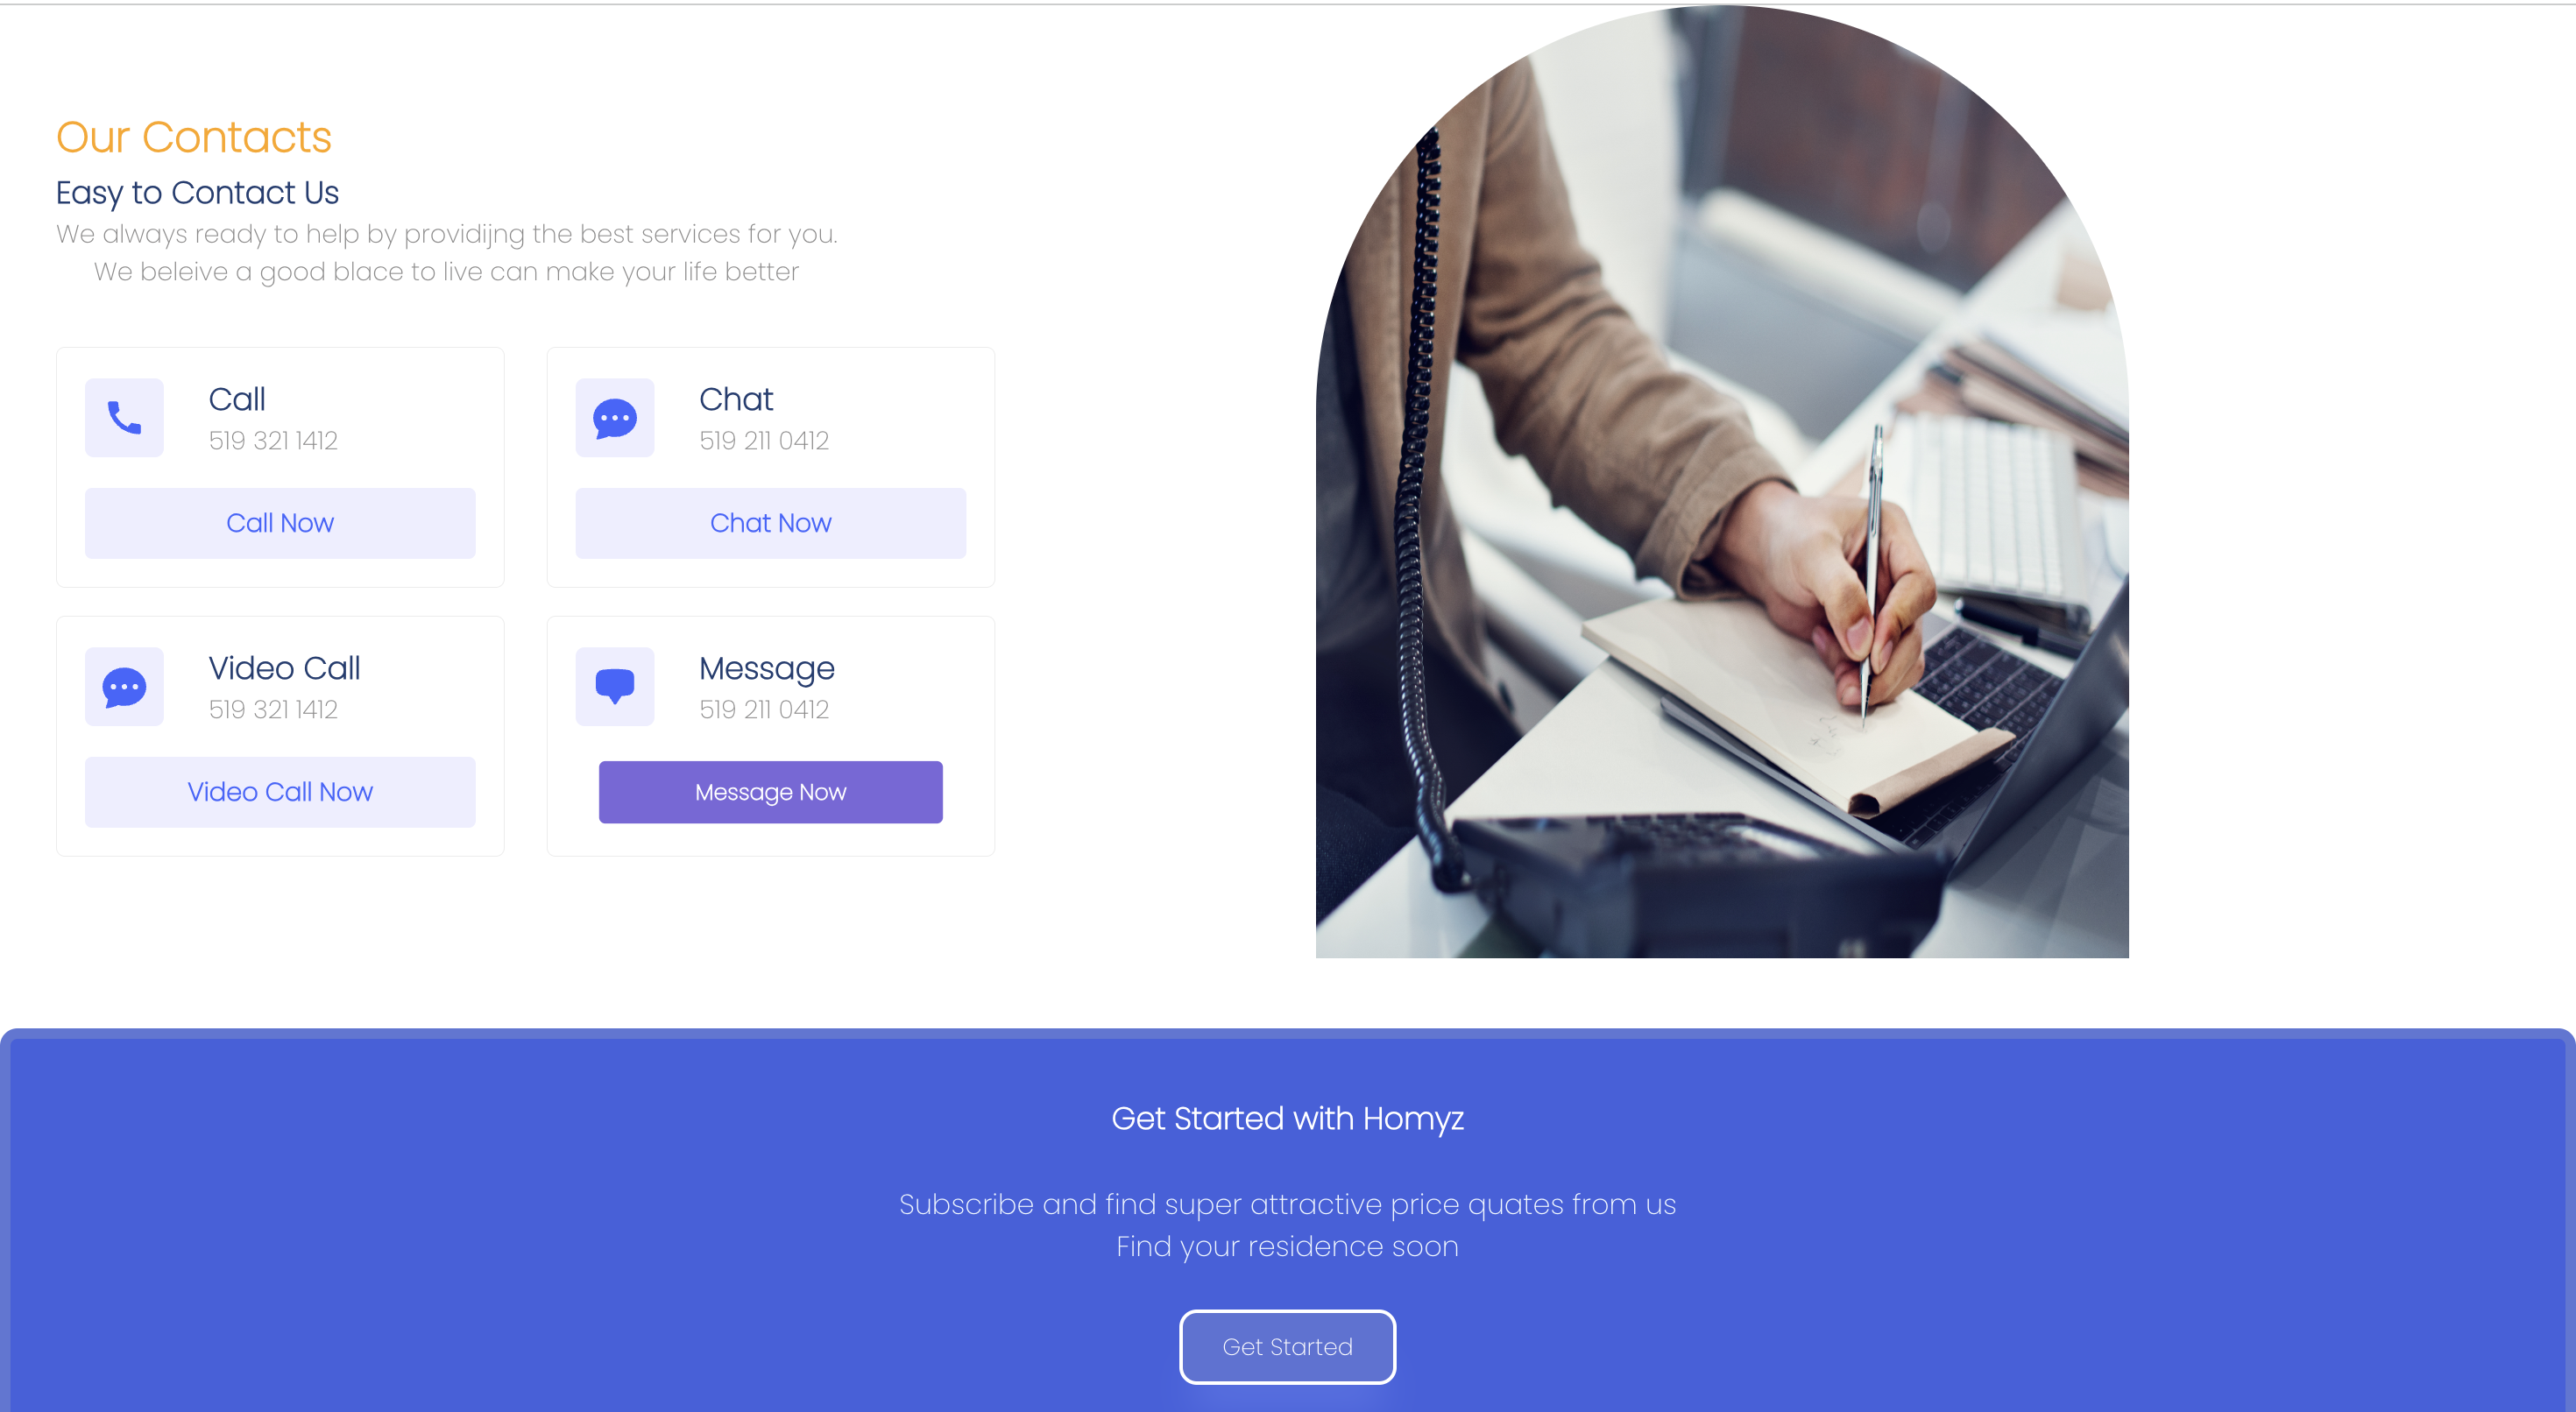 Our Contacts
Easy to Contact Us
We always ready to help by providijng the best services for you.
We beleive a good blace to live can make your life better
Call
519 321 1412
Call Now
Chat
519 211 0412
Chat Now
Video Call
519 321 1412
Video Call Now
Message
519 211 0412
Message Now
Get Started with Homyz
Subscribe and find super attractive price quates from us
Find your residence soon
Get Started